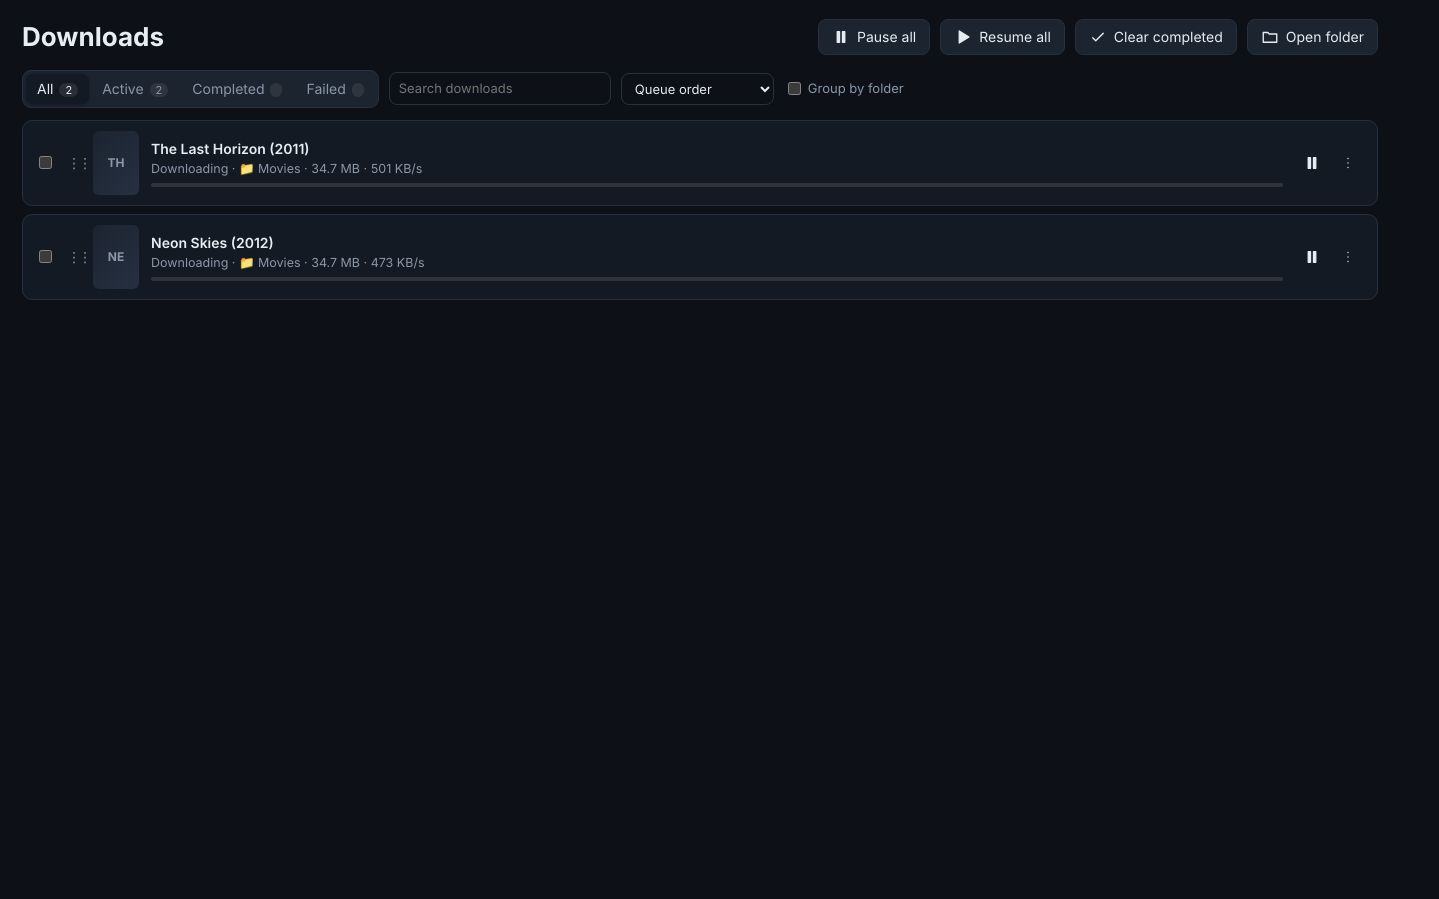 Downloads
Pause all
Resume all
Clear completed
Open folder
All 2
Active 2
Completed
Failed
Search downloads
Queue order
Group by folder
TH
The Last Horizon (2011)
Downloading · 📁 Movies · 34.7 MB · 501 KB/s
NE
Neon Skies (2012)
Downloading · 📁 Movies · 34.7 MB · 473 KB/s